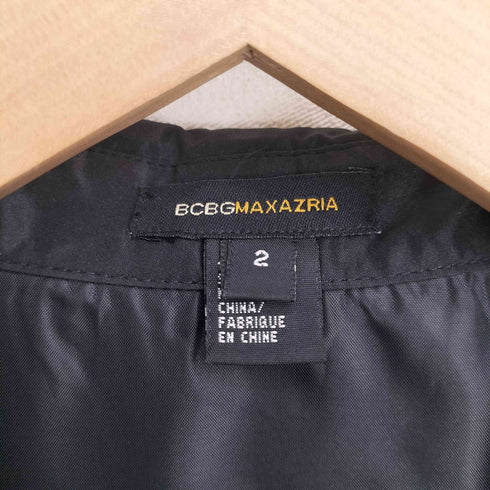 BCBGMAXAZRIA
2
CHINA/
FABRIQUE
EN CHINE